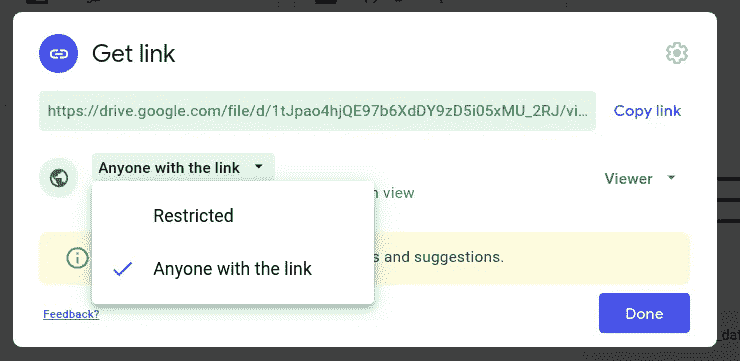 Get link
https://drive.google.com/file/d/1tJpao4hjQE97b6XdDY9zD5i05xMU_2RJ/vi...
Copy link
Anyone with the link
Viewer
view
Restricted
Anyone with the link
and suggestions.
Feedback?
Done